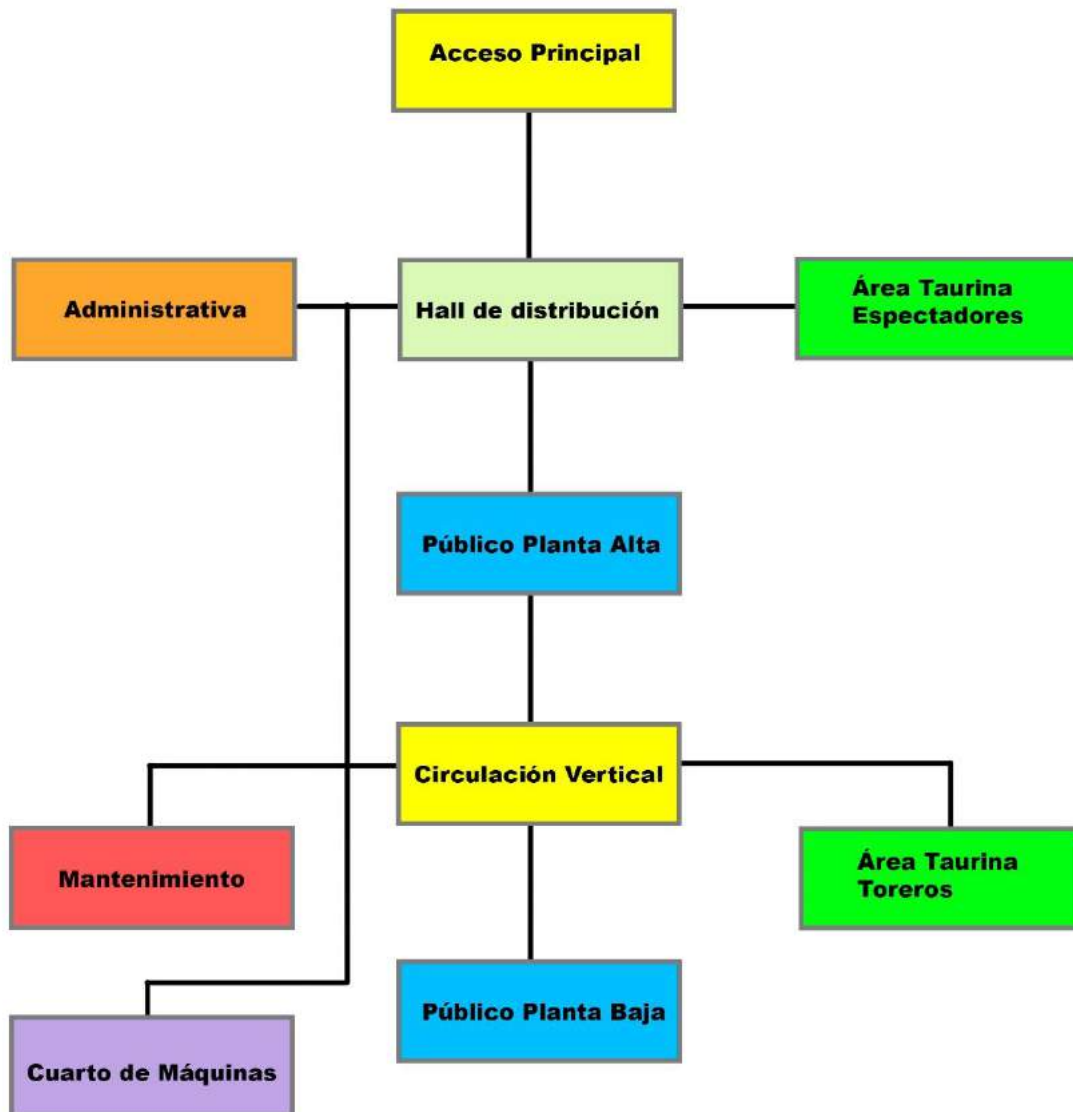 Acceso Principal
Administrativa
Hall de distribución
Área Taurina
Espectadores
Público Planta Alta
Circulación Vertical
Mantenimiento
Área Taurina
Toreros
Público Planta Baja
Cuarto de Máquinas